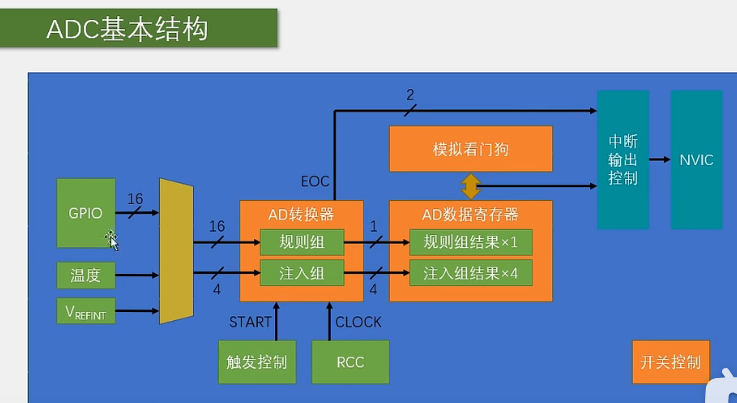 ADC基本结构
2
模拟看门狗
中断
输出
控制
NVIC
EOC
GPIO
16
16
AD转换器
规则组
1
AD数据寄存器
规则组结果×1
温度
4
注入组
4
注入组结果×4
VREFINT
START
CLOCK
触发控制
RCC
开关控制